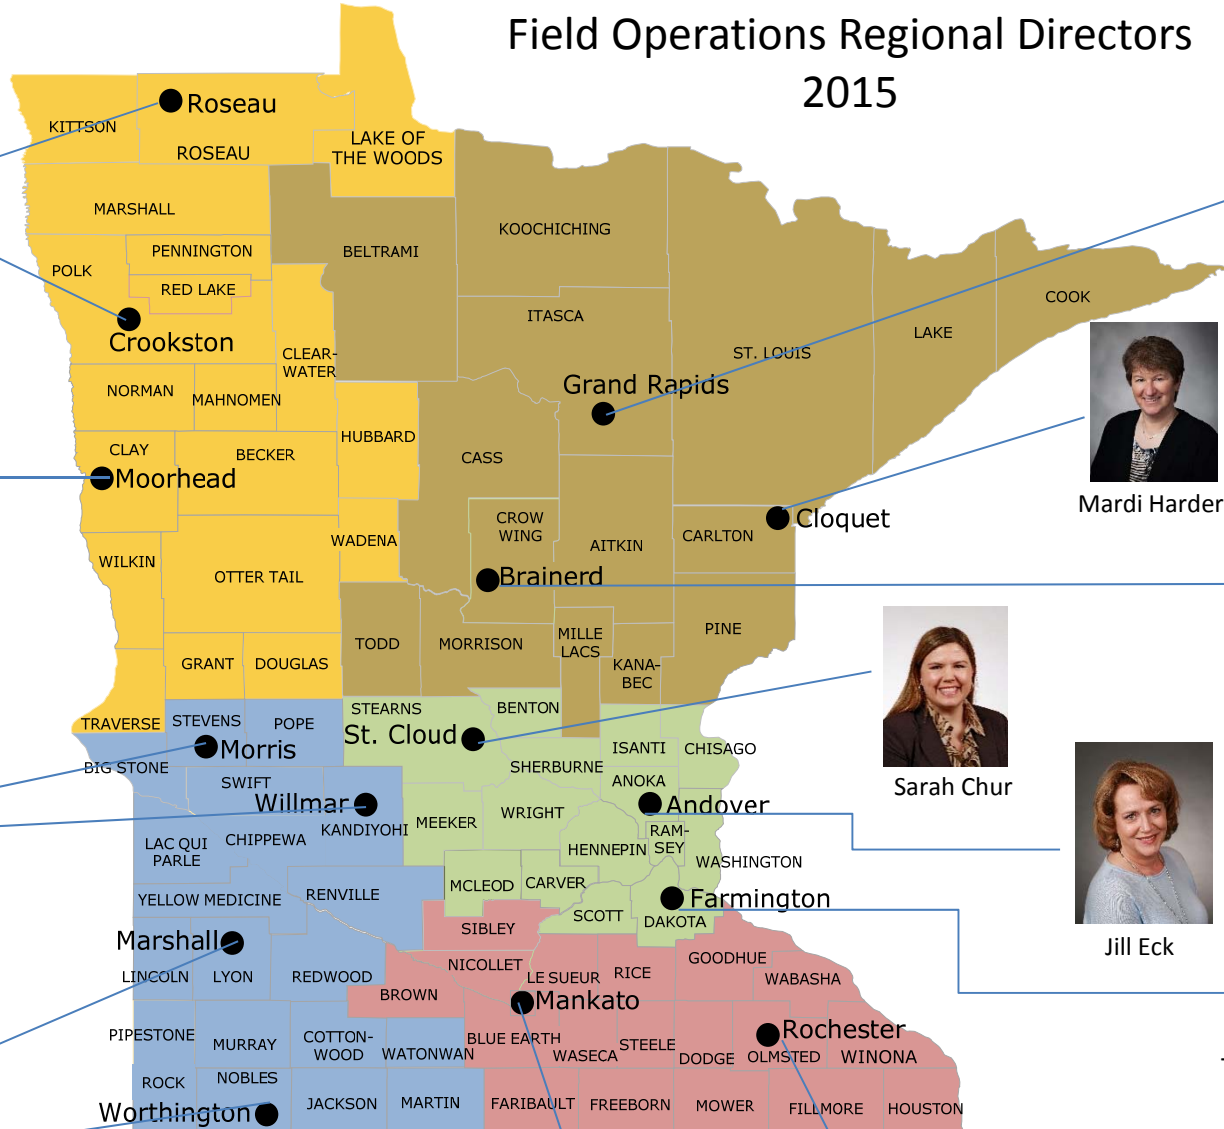 Field Operations Regional Directors
2015
Roseau
KITTSON
ROSEAU
LAKE OF
THE WOODS
MARSHALL
KOOCHICHING
PENNINGTON
BELTRAMI
POLK
RED LAKE
COOK
ITASCA
LAKE
Crookston
ST. LOUIS
CLEAR-
WATER
Grand Rapids
NORMAN
MAHNOMEN
HUBBARD
CLAY
BECKER
CASS
Moorhead
Mardi Harder
CROW
WING
Cloquet
WADENA
AITKIN
CARLTON
WILKIN
OTTER TAIL
Brainerd
TODD
MORRISON
MILLE
LACS
PINE
GRANT
DOUGLAS
KANA-
BEC
STEARNS
BENTON
TRAVERSE
STEVENS
POPE
St. Cloud
Morris
ISANTI
CHISAGO
BIG STONE
SHERBURNE
SWIFT
ANOKA
Sarah Chur
Willmar
Andover
WRIGHT
MEEKER
KANDIYOHI
CHIPPEWA
LAC QUI
PARLE
HENNEPIN
RAM-
SEY
WASHINGTON
MCLEOD
CARVER
RENVILLE
YELLOW MEDICINE
Farmington
SCOTT
DAKOTA
SIBLEY
Marshall
Jill Eck
GOODHUE
NICOLLET
LE SUEUR
RICE
WABASHA
LINCOLN
LYON
REDWOOD
BROWN
Mankato
Rochester
PIPESTONE
MURRAY
COTTON-
WOOD
WATONWAN
BLUE EARTH
WASECA
STEELE
DODGE
OLMSTED
WINONA
ROCK
NOBLES
JACKSON
MARTIN
FARIBAULT
FREEBORN
MOWER
FILLMORE
HOUSTON
Worthington